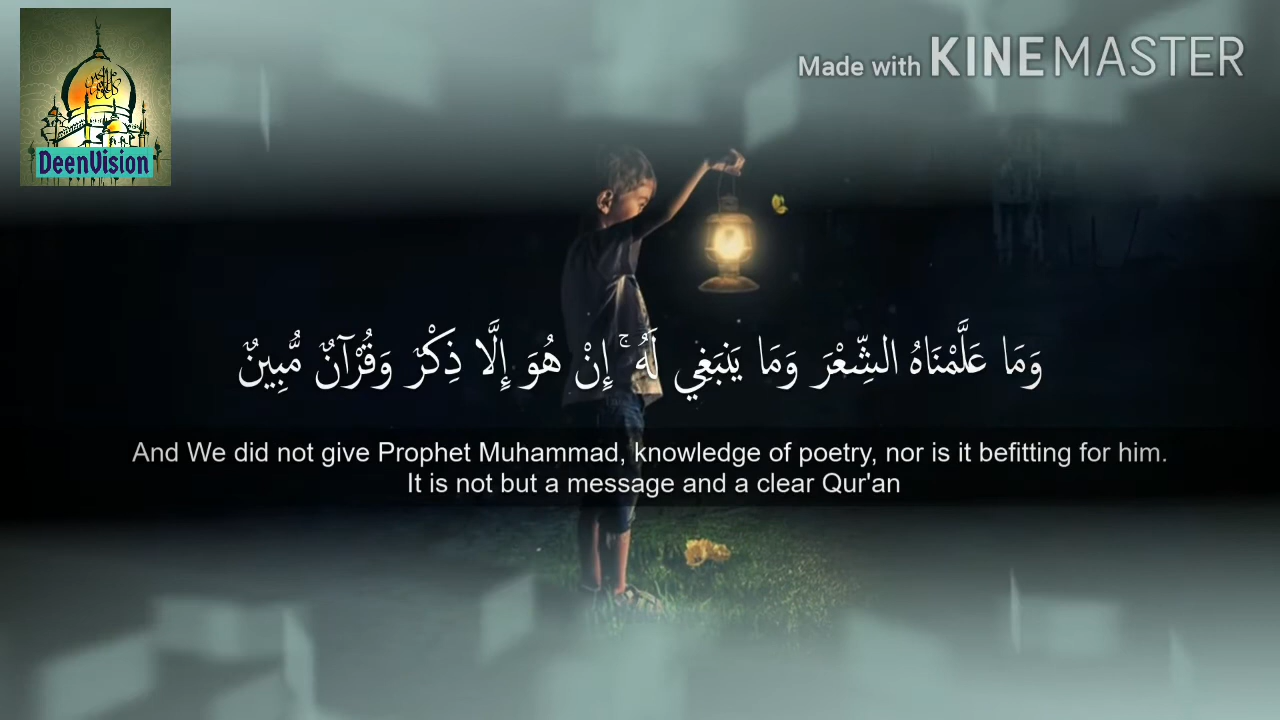 Made with KINEMASTER
DeenVision
وَمَا عَلَّمْنَاهُ الشِّعْرَ وَمَا يَنبَغِي لَهُ ۚ إِنْ هُوَ إِلَّا ذِكْرٌ وَقُرْآنٌ مُّبِينٌ
And We did not give Prophet Muhammad, knowledge of poetry, nor is it befitting for him.
It is not but a message and a clear Qur'an